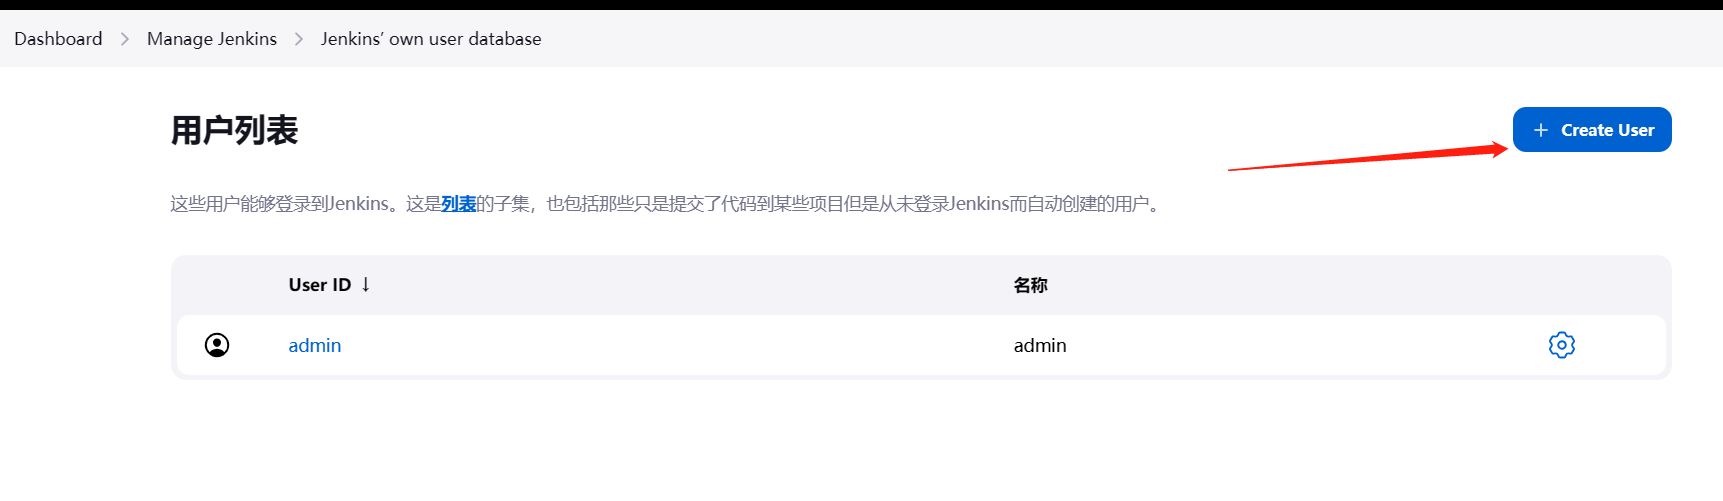 Dashboard > Manage Jenkins > Jenkins’ own user database
用户列表
+ Create User
这些用户能够登录到Jenkins。这是列表的子集，也包括那些只是提交了代码到某些项目但是从未登录Jenkins而自动创建的用户。
User ID ↓ 名称
admin admin